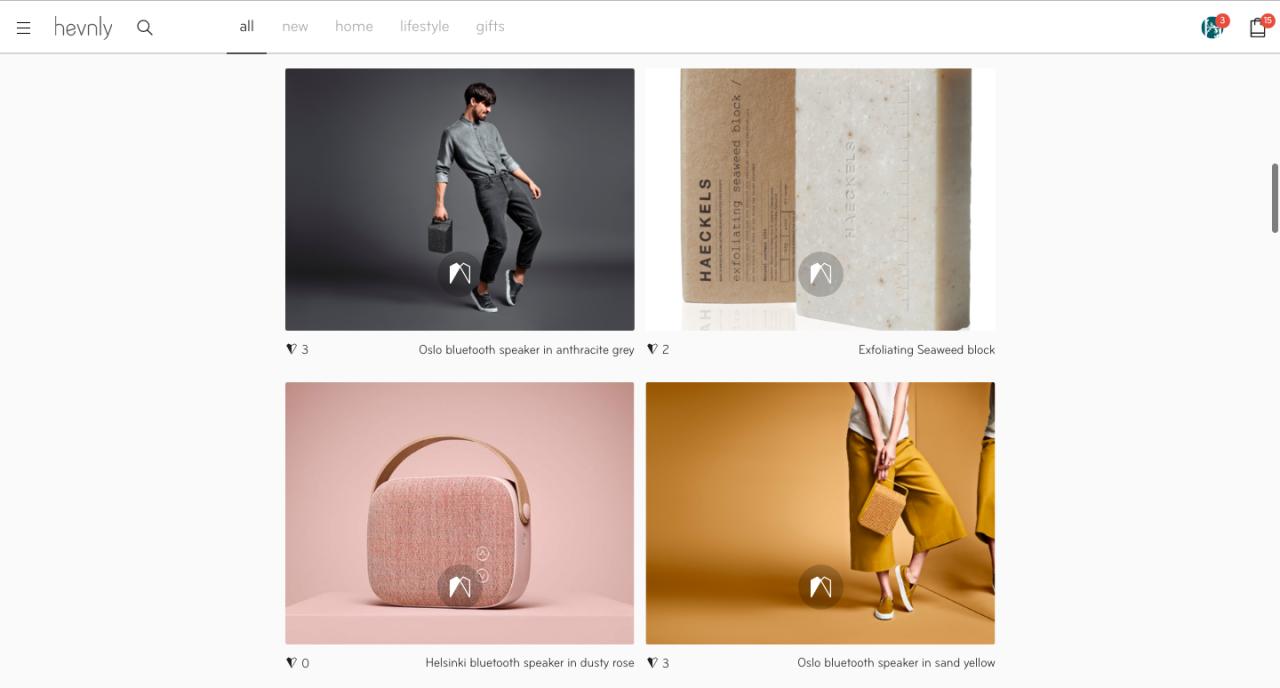 hevnly
all new home lifestyle gifts
3
15
HAECKELS
exfoliating seaweed block /
HAECKELS
3 Oslo bluetooth speaker in anthracite grey
2 Exfoliating Seaweed block
0 Helsinki bluetooth speaker in dusty rose
3 Oslo bluetooth speaker in sand yellow